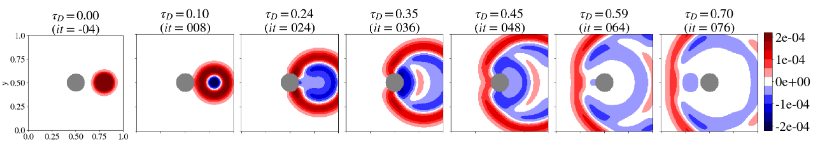 τ_D = 0.00
(it = -04)
τ_D = 0.10
(it = 008)
τ_D = 0.24
(it = 024)
τ_D = 0.35
(it = 036)
τ_D = 0.45
(it = 048)
τ_D = 0.59
(it = 064)
τ_D = 0.70
(it = 076)
1.0
0.75
0.50
0.25
0.0
y
0.0 0.25 0.50 0.75 1.0
2e-04
1e-04
0e+00
-1e-04
-2e-04